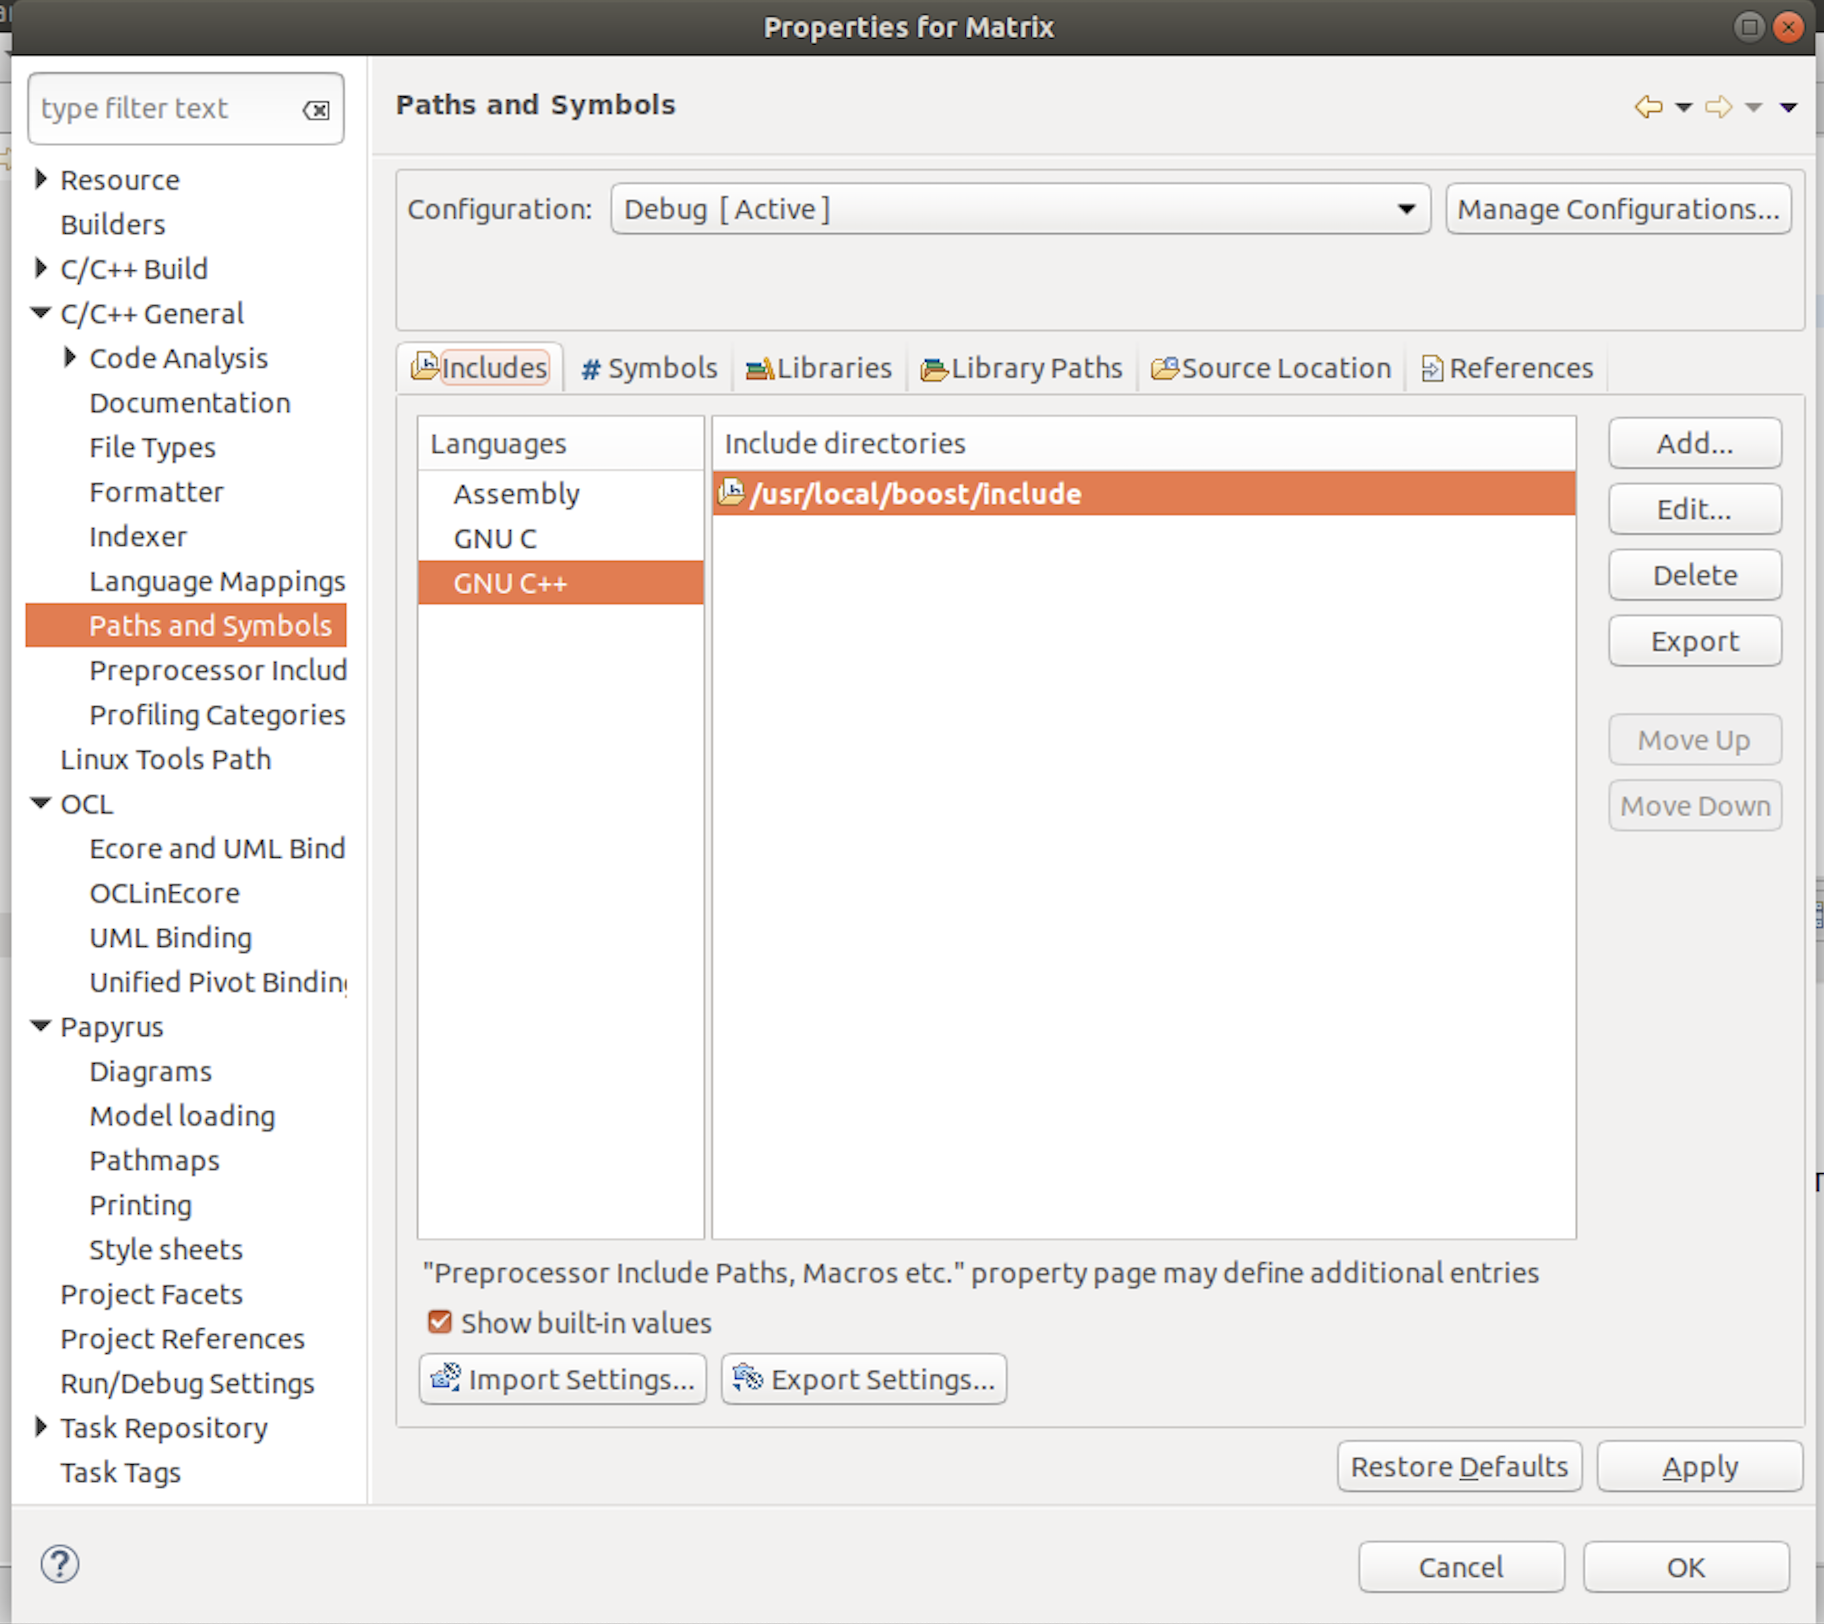 Properties for Matrix
type filter text
Resource
Builders
C/C++ Build
C/C++ General
Code Analysis
Documentation
File Types
Formatter
Indexer
Language Mappings
Paths and Symbols
Preprocessor Includ
Profiling Categories
Linux Tools Path
OCL
Ecore and UML Bind
OCLinEcore
UML Binding
Unified Pivot Binding
Papyrus
Diagrams
Model loading
Pathmaps
Printing
Style sheets
Project Facets
Project References
Run/Debug Settings
Task Repository
Task Tags
Paths and Symbols
Configuration: Debug [ Active ] Manage Configurations...
Includes # Symbols Libraries Library Paths Source Location References
Languages
Assembly
GNU C
GNU C++
Include directories
/usr/local/boost/include
Add...
Edit...
Delete
Export
Move Up
Move Down
"Preprocessor Include Paths, Macros etc." property page may define additional entries
Show built-in values
Import Settings... Export Settings...
Restore Defaults Apply
? Cancel OK